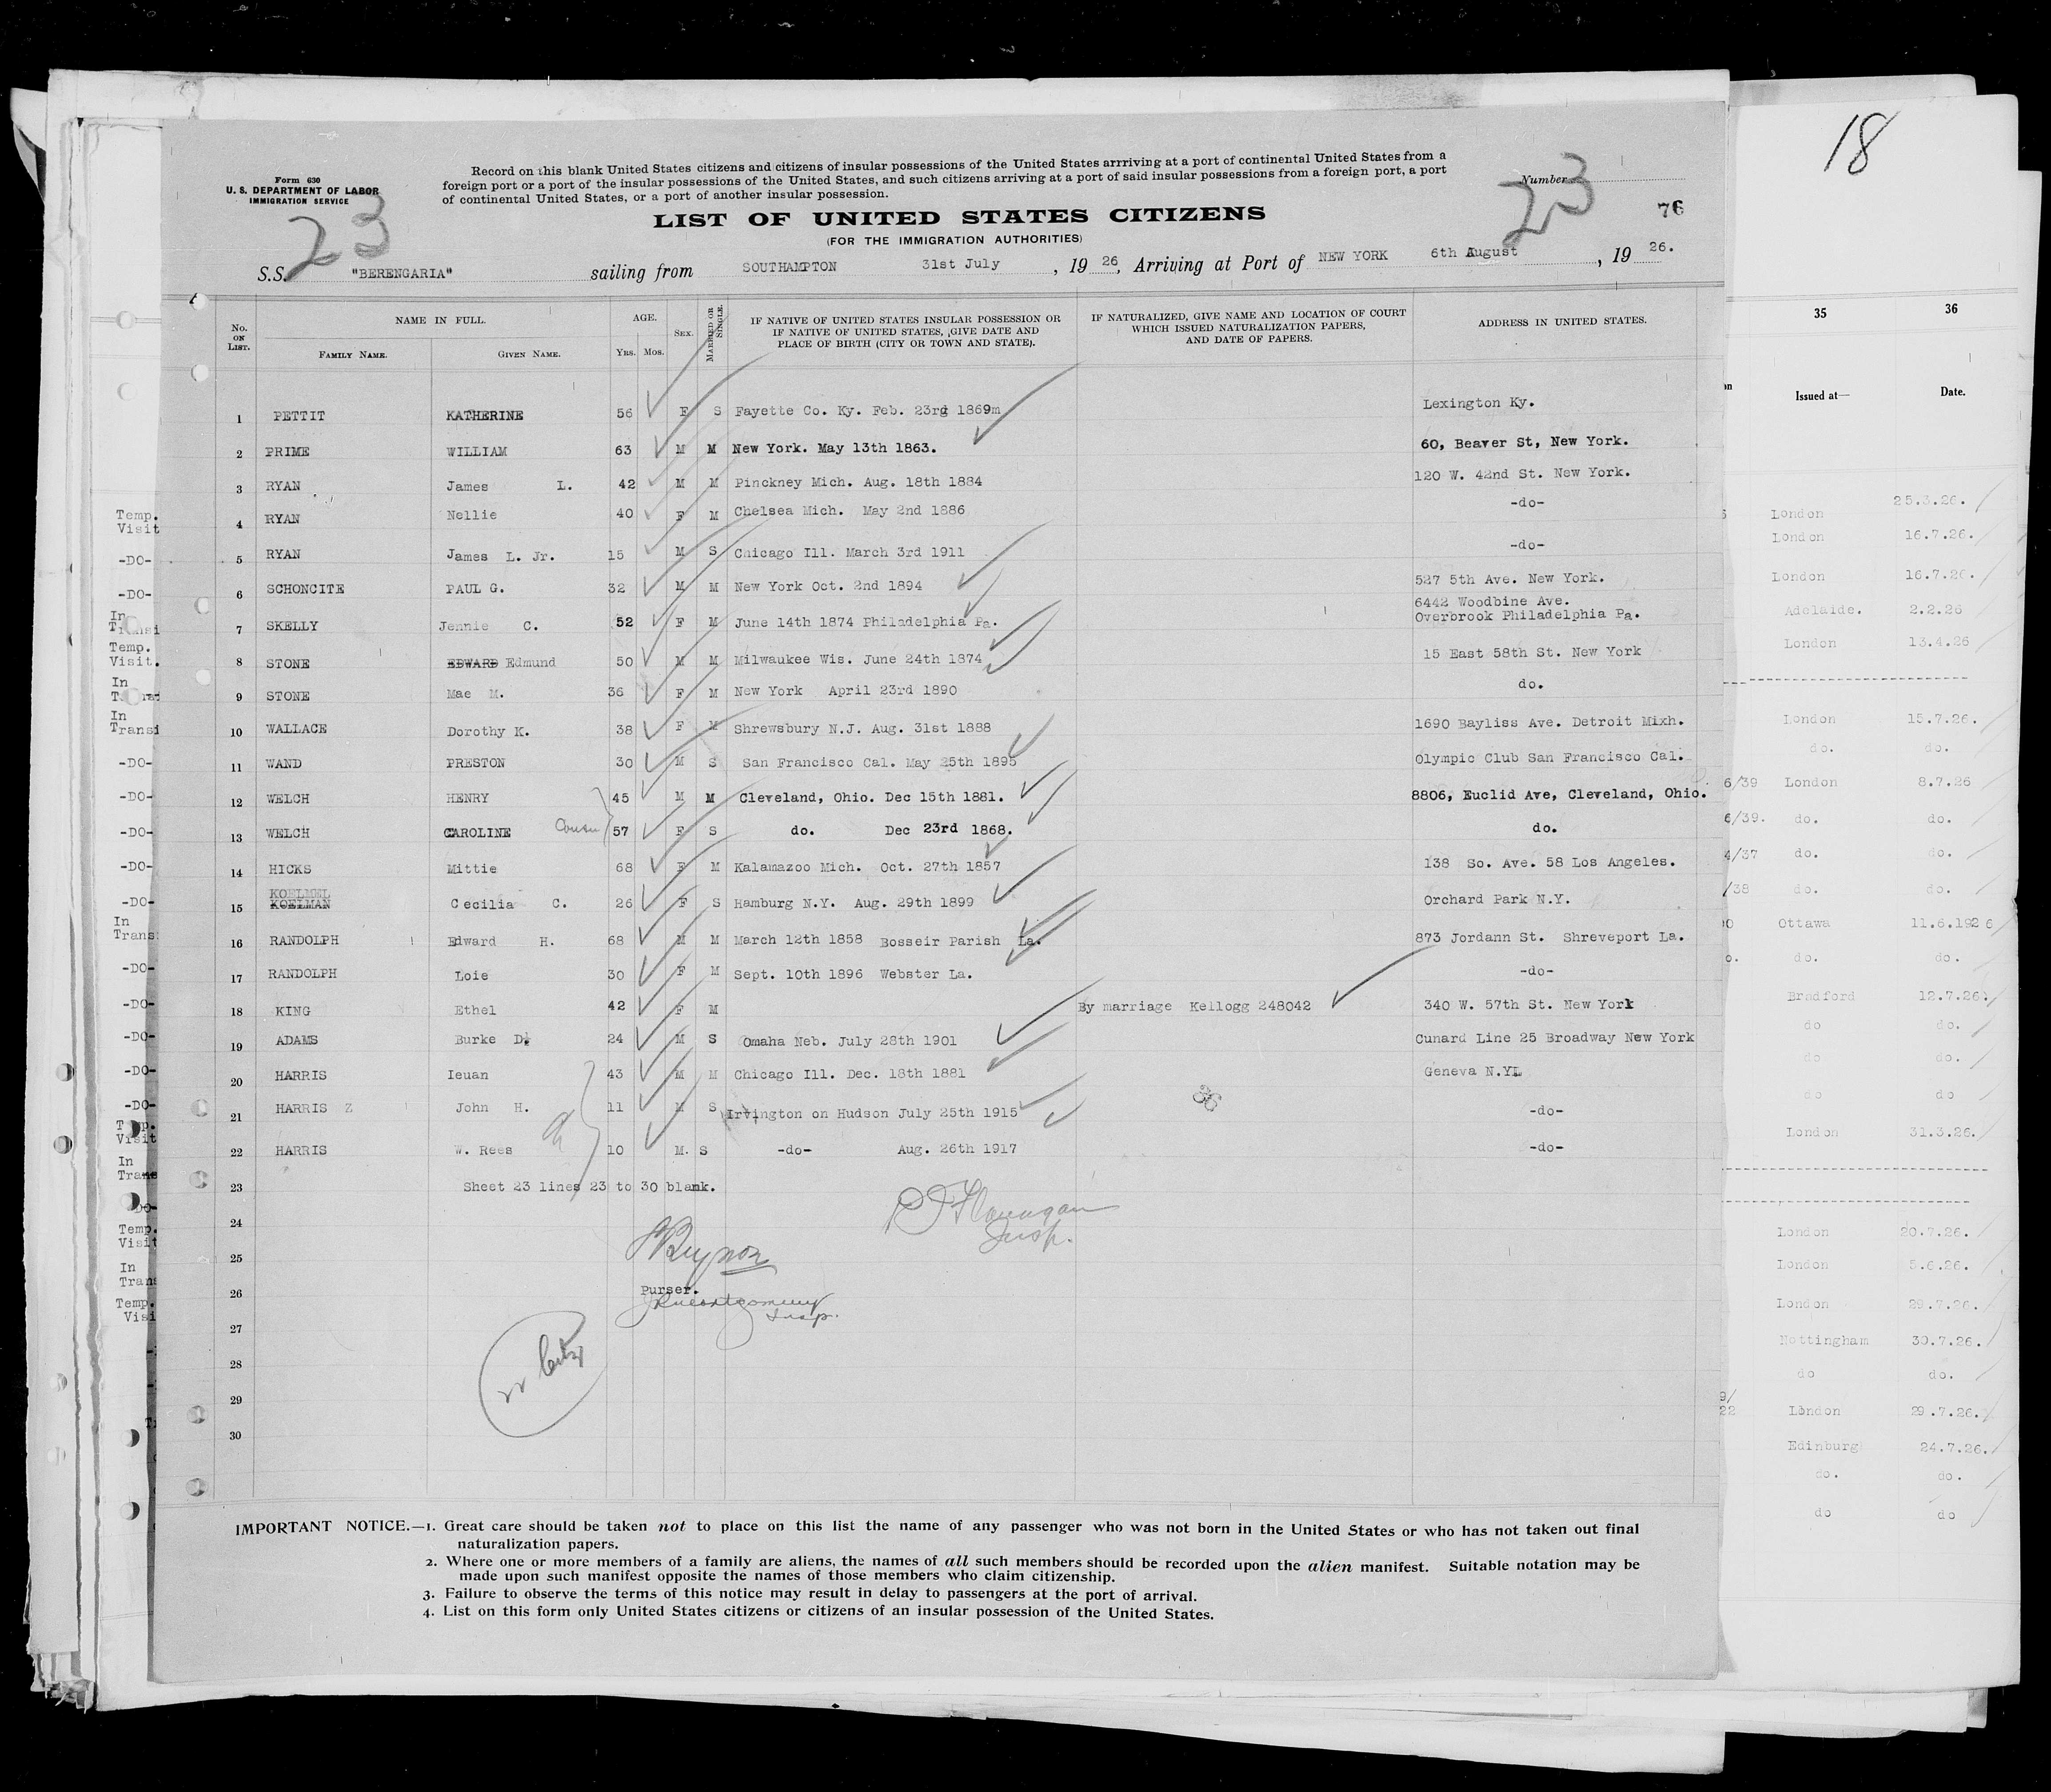 18
Form 630
U. S. DEPARTMENT OF LABOR
IMMIGRATION SERVICE
Record on this blank United States citizens and citizens of insular possessions of the United States arrriving at a port of continental United States from a
foreign port or a port of the insular possessions of the United States, and such citizens arriving at a port of said insular possessions from a foreign port, a port
of continental United States, or a port of another insular possession.
Number
23
23
76
LIST OF UNITED STATES CITIZENS
(FOR THE IMMIGRATION AUTHORITIES)
S.S. "BERENGARIA" sailing from SOUTHAMPTON 31st July, 1926, Arriving at Port of NEW YORK 6th August, 1926.
No. ON LIST. NAME IN FULL. FAMILY NAME. GIVEN NAME. AGE. Yrs. Mos. SEX. MARRIED OR SINGLE.
IF NATIVE OF UNITED STATES INSULAR POSSESSION OR
IF NATIVE OF UNITED STATES, GIVE DATE AND
PLACE OF BIRTH (CITY OR TOWN AND STATE).
IF NATURALIZED, GIVE NAME AND LOCATION OF COURT
WHICH ISSUED NATURALIZATION PAPERS,
AND DATE OF PAPERS.
ADDRESS IN UNITED STATES.
1 PETTIT KATHERINE 56 F S Fayette Co. Ky. Feb. 23rd 1869m Lexington Ky.
2 PRIME WILLIAM 63 M M New York. May 13th 1863. 60, Beaver St, New York.
3 RYAN James L. 42 M M Pinckney Mich. Aug. 18th 1884 120 W. 42nd St. New York.
4 RYAN Nellie 40 F M Chelsea Mich. May 2nd 1886 -do-
5 RYAN James L. Jr. 15 M S Chicago Ill. March 3rd 1911 -do-
6 SCHONCITE PAUL G. 32 M M New York Oct. 2nd 1894 527 5th Ave. New York.
6442 Woodbine Ave.
7 SKELLY Jennie C. 52 F M June 14th 1874 Philadelphia Pa. Overbrook Philadelphia Pa.
8 STONE EDWARD Edmund 50 M M Milwaukee Wis. June 24th 1874 15 East 58th St. New York
9 STONE Mae M. 36 F M New York April 23rd 1890 do.
10 WALLACE Dorothy K. 38 F M Shrewsbury N.J. Aug. 31st 1888 1690 Bayliss Ave. Detroit Mixh.
11 WAND PRESTON 30 M S San Francisco Cal. May 25th 1895 Olympic Club San Francisco Cal.
12 WELCH HENRY 45 M M Cleveland, Ohio. Dec 15th 1881. 8806, Euclid Ave, Cleveland, Ohio.
13 WELCH CAROLINE Cousin 57 F S do. Dec 23rd 1868. do.
14 HICKS Mittie 68 F M Kalamazoo Mich. Oct. 27th 1857 138 So. Ave. 58 Los Angeles.
KOELMEL
15 KOELMAN Cecilia C. 26 F S Hamburg N.Y. Aug. 29th 1899 Orchard Park N.Y.
16 RANDOLPH Edward H. 68 M M March 12th 1858 Bosseir Parish La. 873 Jordann St. Shreveport La.
17 RANDOLPH Loie 30 F M Sept. 10th 1896 Webster La. -do-
18 KING Ethel 42 F M By marriage Kellogg 248042 340 W. 57th St. New York
19 ADAMS Burke D. 24 M S Omaha Neb. July 28th 1901 Cunard Line 25 Broadway New York
20 HARRIS Ieuan 43 M M Chicago Ill. Dec. 18th 1881 Geneva N.Y.
21 HARRIS Z John H. 11 M S Irvington on Hudson July 25th 1915 -do-
22 HARRIS W. Rees 10 M. S -do- Aug. 26th 1917 -do-
23 Sheet 23 lines 23 to 30 blank.
24
25
26
27
28
29
30
P J Flanagan
Insp.
Purser.
Insp.
IMPORTANT NOTICE.—1. Great care should be taken not to place on this list the name of any passenger who was not born in the United States or who has not taken out final
naturalization papers.
2. Where one or more members of a family are aliens, the names of all such members should be recorded upon the alien manifest. Suitable notation may be
made upon such manifest opposite the names of those members who claim citizenship.
3. Failure to observe the terms of this notice may result in delay to passengers at the port of arrival.
4. List on this form only United States citizens or citizens of an insular possession of the United States.
Temp.
Visit
-DO-
-DO-
In
Temp.
Visit.
In
In
Transi
-DO-
-DO-
-DO-
-DO-
-DO-
In
Trans
-DO-
-DO-
-DO-
-DO-
-DO-
Visit
In
Trans
Temp.
Visit
In
Trans
Temp.
Visi
35 36
Issued at— Date.
London 25.3.26.
London 16.7.26.
London 16.7.26.
Adelaide. 2.2.26
London 13.4.26
London 15.7.26.
do. do.
6/39 London 8.7.26
6/39. do. do.
4/37 do. do.
/38 do. do.
Ottawa 11.6.1926
do. do.
Bradford 12.7.26.
do do.
do do.
do do
London 31.3.26.
London 20.7.26.
London 5.6.26.
London 29.7.26.
Nottingham 30.7.26.
do do.
9/
22 London 29.7.26.
Edinburg 24.7.26.
do. do.
do do